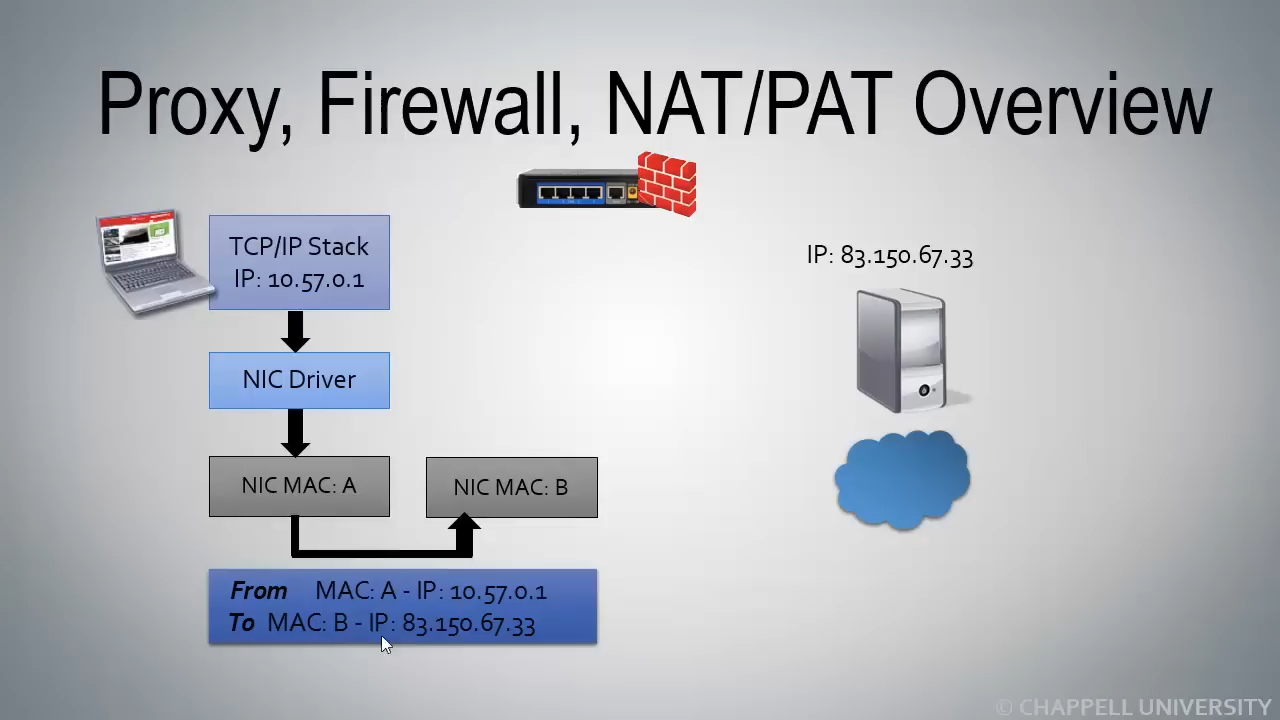 Proxy, Firewall, NAT/PAT Overview
TCP/IP Stack
IP: 10.57.0.1
IP: 83.150.67.33
NIC Driver
NIC MAC: A
NIC MAC: B
From MAC: A - IP: 10.57.0.1
To MAC: B - IP: 83.150.67.33
© CHAPPELL UNIVERSITY